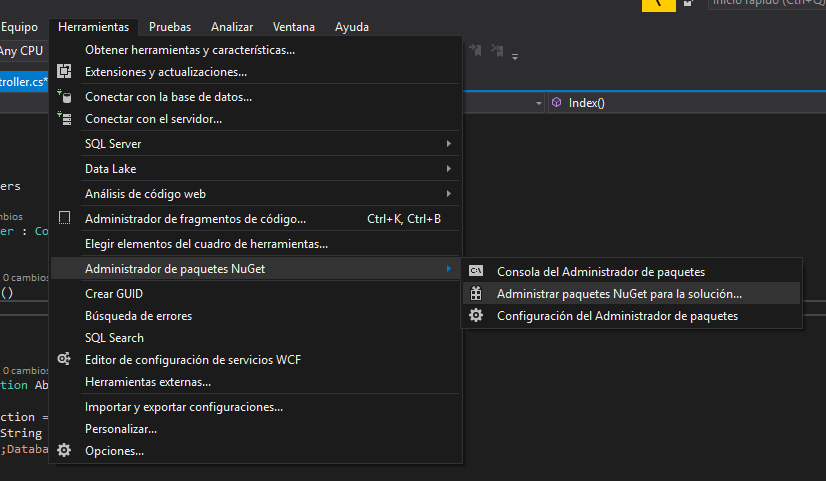 Inicio rápido (Ctrl+Q)
Equipo Herramientas Pruebas Analizar Ventana Ayuda
Any CPU
Obtener herramientas y características...
Extensiones y actualizaciones...
troller.cs*
Conectar con la base de datos...
Index()
Conectar con el servidor...
SQL Server
Data Lake
ers
Análisis de código web
mbios
Administrador de fragmentos de código... Ctrl+K, Ctrl+B
er : Co
Elegir elementos del cuadro de herramientas...
Administrador de paquetes NuGet
C:\ Consola del Administrador de paquetes
0 cambios
()
Crear GUID
Administrar paquetes NuGet para la solución...
Búsqueda de errores
Configuración del Administrador de paquetes
SQL Search
Editor de configuración de servicios WCF
0 cambios
tion Ab
Herramientas externas...
Importar y exportar configuraciones...
ction =
Personalizar...
String
;Databa
Opciones...